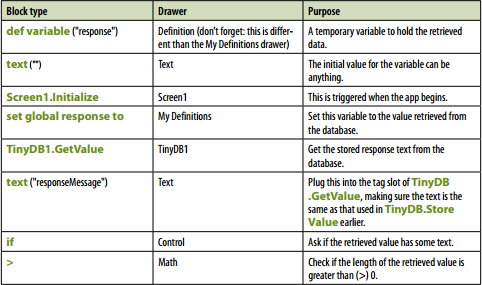 Block type Drawer Purpose
def variable ("response") Definition (don't forget: this is differ- A temporary variable to hold the retrieved
ent than the My Definitions drawer) data.
text ("") Text The initial value for the variable can be
anything.
Screen1.Initialize Screen1 This is triggered when the app begins.
set global response to My Definitions Set this variable to the value retrieved from
the database.
TinyDB1.GetValue TinyDB1 Get the stored response text from the
database.
text ("responseMessage") Text Plug this into the tag slot of TinyDB
.GetValue, making sure the text is the
same as that used in TinyDB.Store
Value earlier.
if Control Ask if the retrieved value has some text.
> Math Check if the length of the retrieved value is
greater than (>) 0.